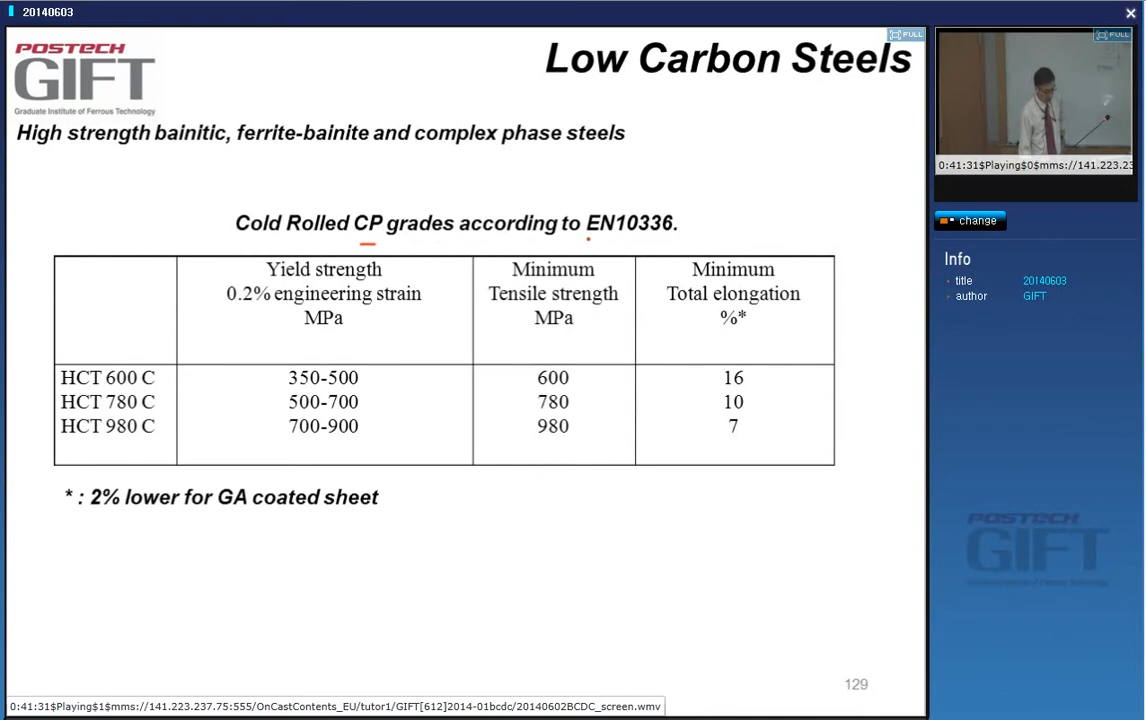 20140603
POSTECH
GIFT
Graduate Institute of Ferrous Technology
FULL
Low Carbon Steels
High strength bainitic, ferrite-bainite and complex phase steels
Cold Rolled CP grades according to EN10336.
Yield strength 0.2% engineering strain MPa
Minimum Tensile strength MPa
Minimum Total elongation %*
HCT 600 C 350-500 600 16
HCT 780 C 500-700 780 10
HCT 980 C 700-900 980 7
* : 2% lower for GA coated sheet
129
0:41:31$Playing$1$mms://141.223.237.75:555/OnCastContents_EU/tutor1/GIFT[612]2014-01bcdc/20140602BCDC_screen.wmv
FULL
0:41:31$Playing$0$mms://141.223.23
change
Info
title 20140603
author GIFT
POSTECH
GIFT